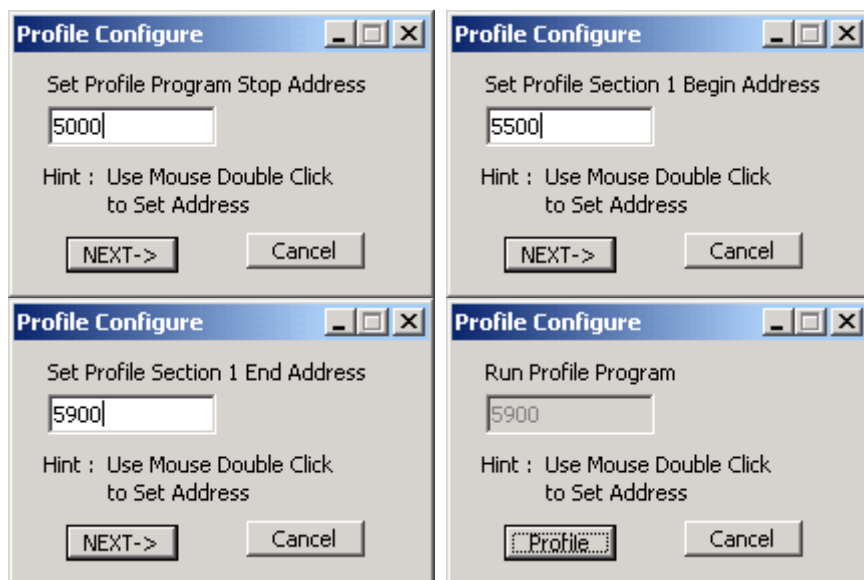 Profile Configure
Set Profile Program Stop Address
5000
Hint : Use Mouse Double Click
to Set Address
NEXT->
Cancel
Profile Configure
Set Profile Section 1 Begin Address
5500
Hint : Use Mouse Double Click
to Set Address
NEXT->
Cancel
Profile Configure
Set Profile Section 1 End Address
5900
Hint : Use Mouse Double Click
to Set Address
NEXT->
Cancel
Profile Configure
Run Profile Program
5900
Hint : Use Mouse Double Click
to Set Address
Profile
Cancel